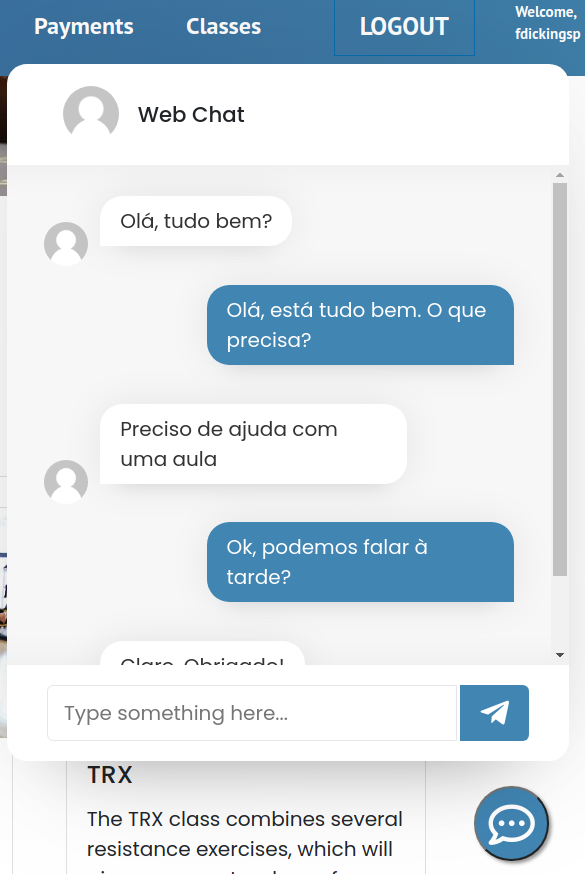 Payments Classes LOGOUT Welcome,
fdickingsp
Web Chat
Olá, tudo bem?
Olá, está tudo bem. O que
precisa?
Preciso de ajuda com
uma aula
Ok, podemos falar à
tarde?
Claro, Obrigado!
Type something here...
TRX
The TRX class combines several
resistance exercises, which will